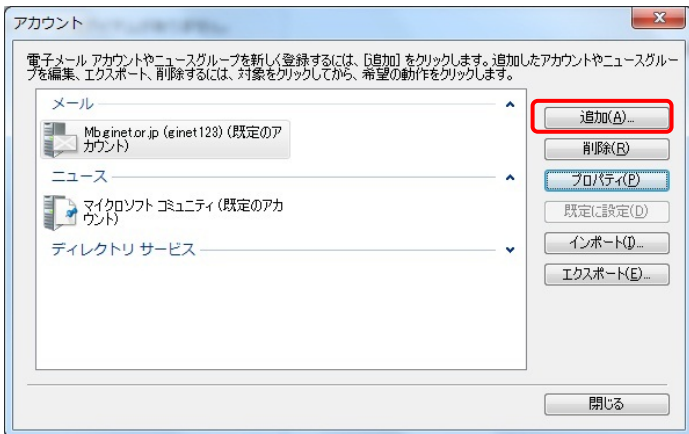 アカウント
電子メール アカウントやニュースグループを新しく登録するには、[追加] をクリックします。追加したアカウントやニュースグルー
プを編集、エクスポート、削除するには、対象をクリックしてから、希望の動作をクリックします。
メール
Mb.ginet.or.jp (ginet123) (既定のア
カウント)
ニュース
マイクロソフト コミュニティ (既定のアカ
ウント)
ディレクトリ サービス
追加(A)...
削除(R)
プロパティ(P)
既定に設定(D)
インポート(I)...
エクスポート(E)...
閉じる